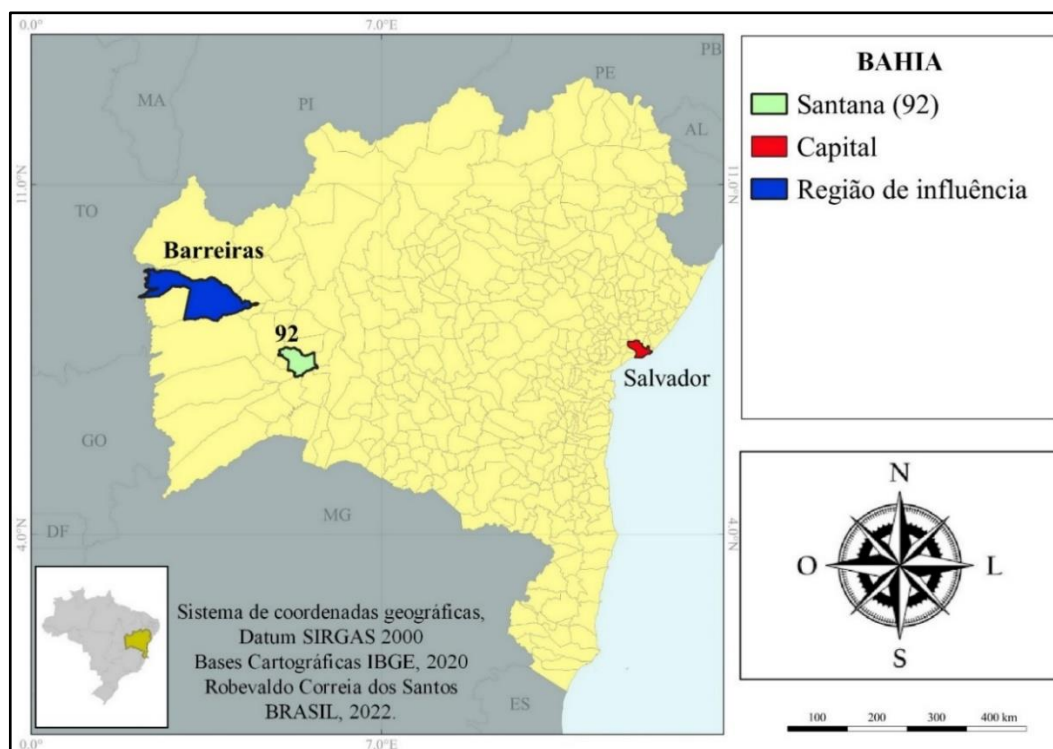 0.0°
7.0°E
BAHIA
Santana (92)
Capital
Região de influência
MA
PI
PE
PB
AL
11.0°N
11.0°N
TO
Barreiras
92
Salvador
GO
MG
DF
4.0°N
4.0°N
ES
Sistema de coordenadas geográficas,
Datum SIRGAS 2000
Bases Cartográficas IBGE, 2020
Robevaldo Correia dos Santos
BRASIL, 2022.
0.0°
7.0°E
N
O
L
S
100 200 300 400 km